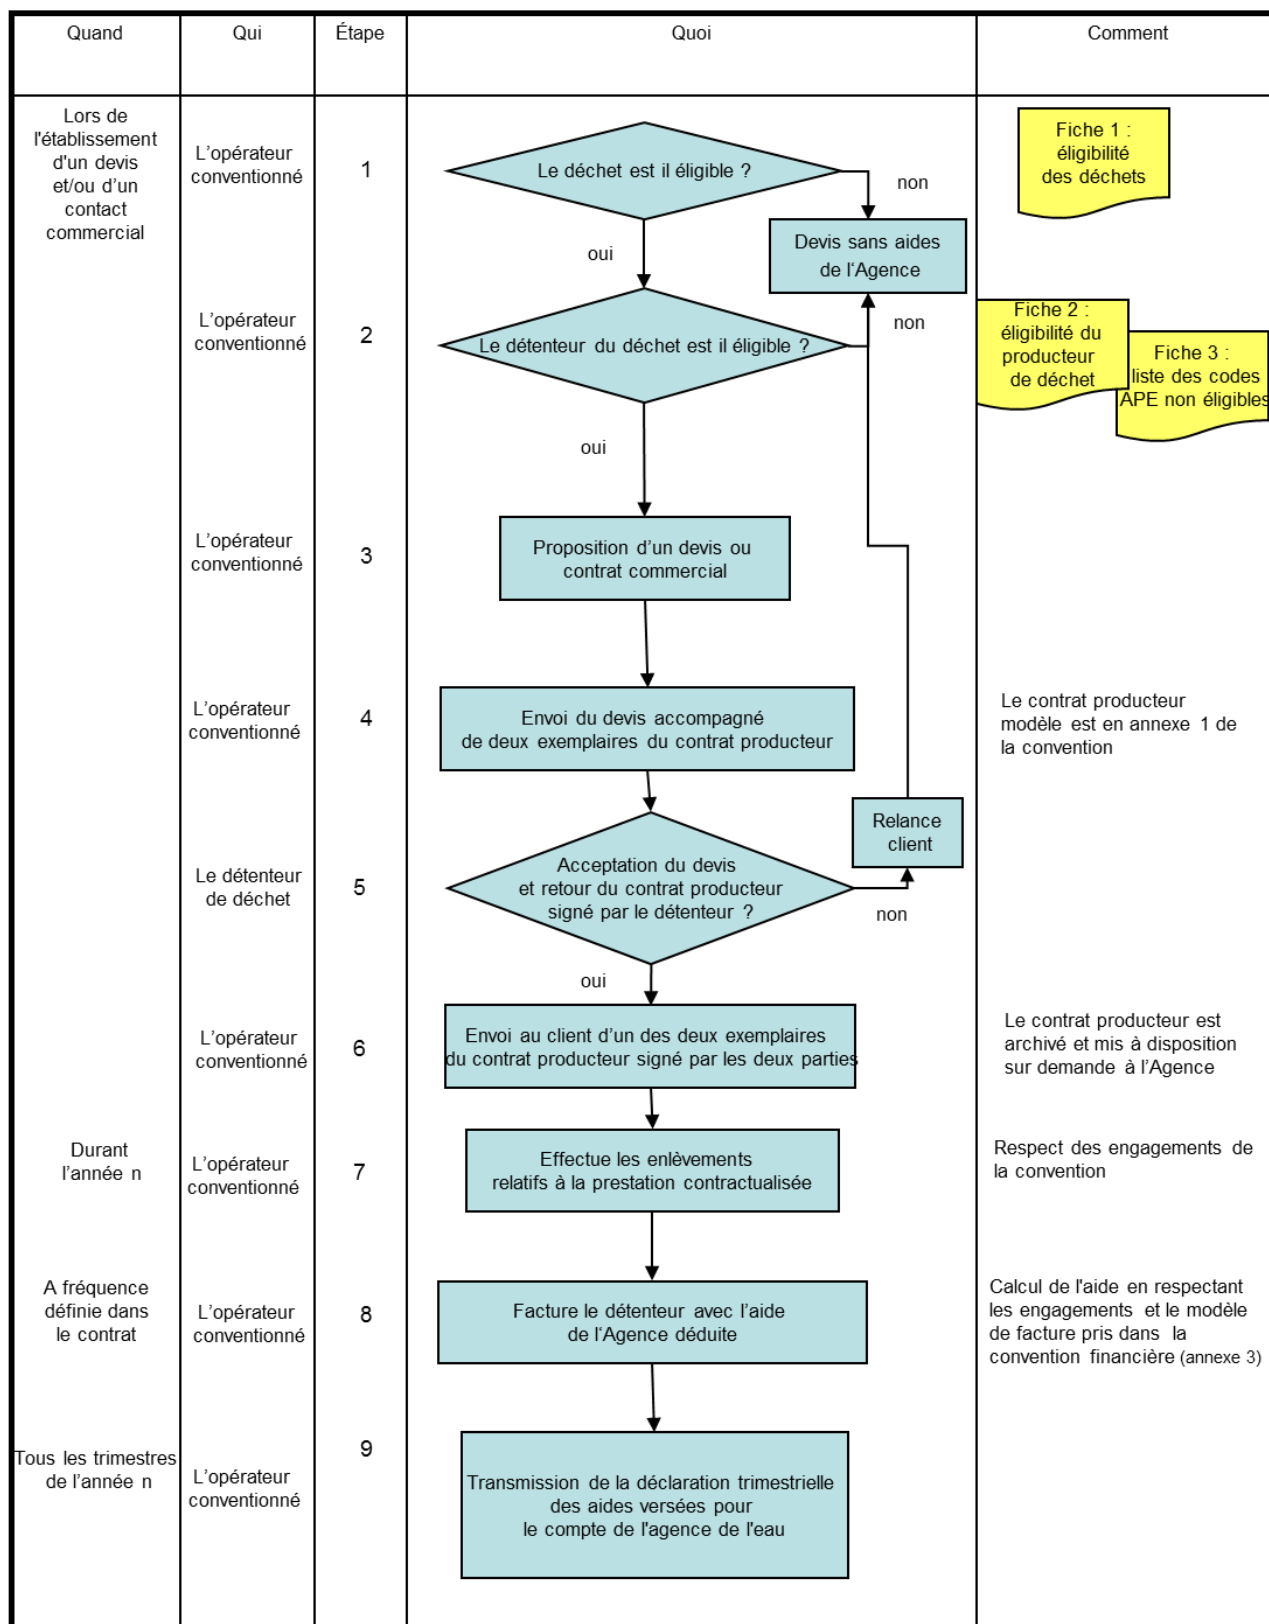 Quand
Qui
Étape
Quoi
Comment
Lors de
l'établissement
d'un devis
et/ou d’un
contact
commercial
L’opérateur
conventionné
1
Le déchet est il éligible ?
non
oui
Devis sans aides
de l‘Agence
Fiche 1 :
éligibilité
des déchets
L’opérateur
conventionné
2
Le détenteur du déchet est il éligible ?
non
oui
Fiche 2 :
éligibilité du
producteur
de déchet
Fiche 3 :
liste des codes
APE non éligibles
L’opérateur
conventionné
3
Proposition d’un devis ou
contrat commercial
L’opérateur
conventionné
4
Envoi du devis accompagné
de deux exemplaires du contrat producteur
Le contrat producteur
modèle est en annexe 1 de
la convention
Relance
client
Le détenteur
de déchet
5
Acceptation du devis
et retour du contrat producteur
signé par le détenteur ?
non
oui
L’opérateur
conventionné
6
Envoi au client d’un des deux exemplaires
du contrat producteur signé par les deux parties
Le contrat producteur est
archivé et mis à disposition
sur demande à l’Agence
Durant
l’année n
L’opérateur
conventionné
7
Effectue les enlèvements
relatifs à la prestation contractualisée
Respect des engagements de
la convention
A fréquence
définie dans
le contrat
L’opérateur
conventionné
8
Facture le détenteur avec l’aide
de l‘Agence déduite
Calcul de l'aide en respectant
les engagements et le modèle
de facture pris dans la
convention financière (annexe 3)
Tous les trimestres
de l’année n
L’opérateur
conventionné
9
Transmission de la déclaration trimestrielle
des aides versées pour
le compte de l'agence de l'eau